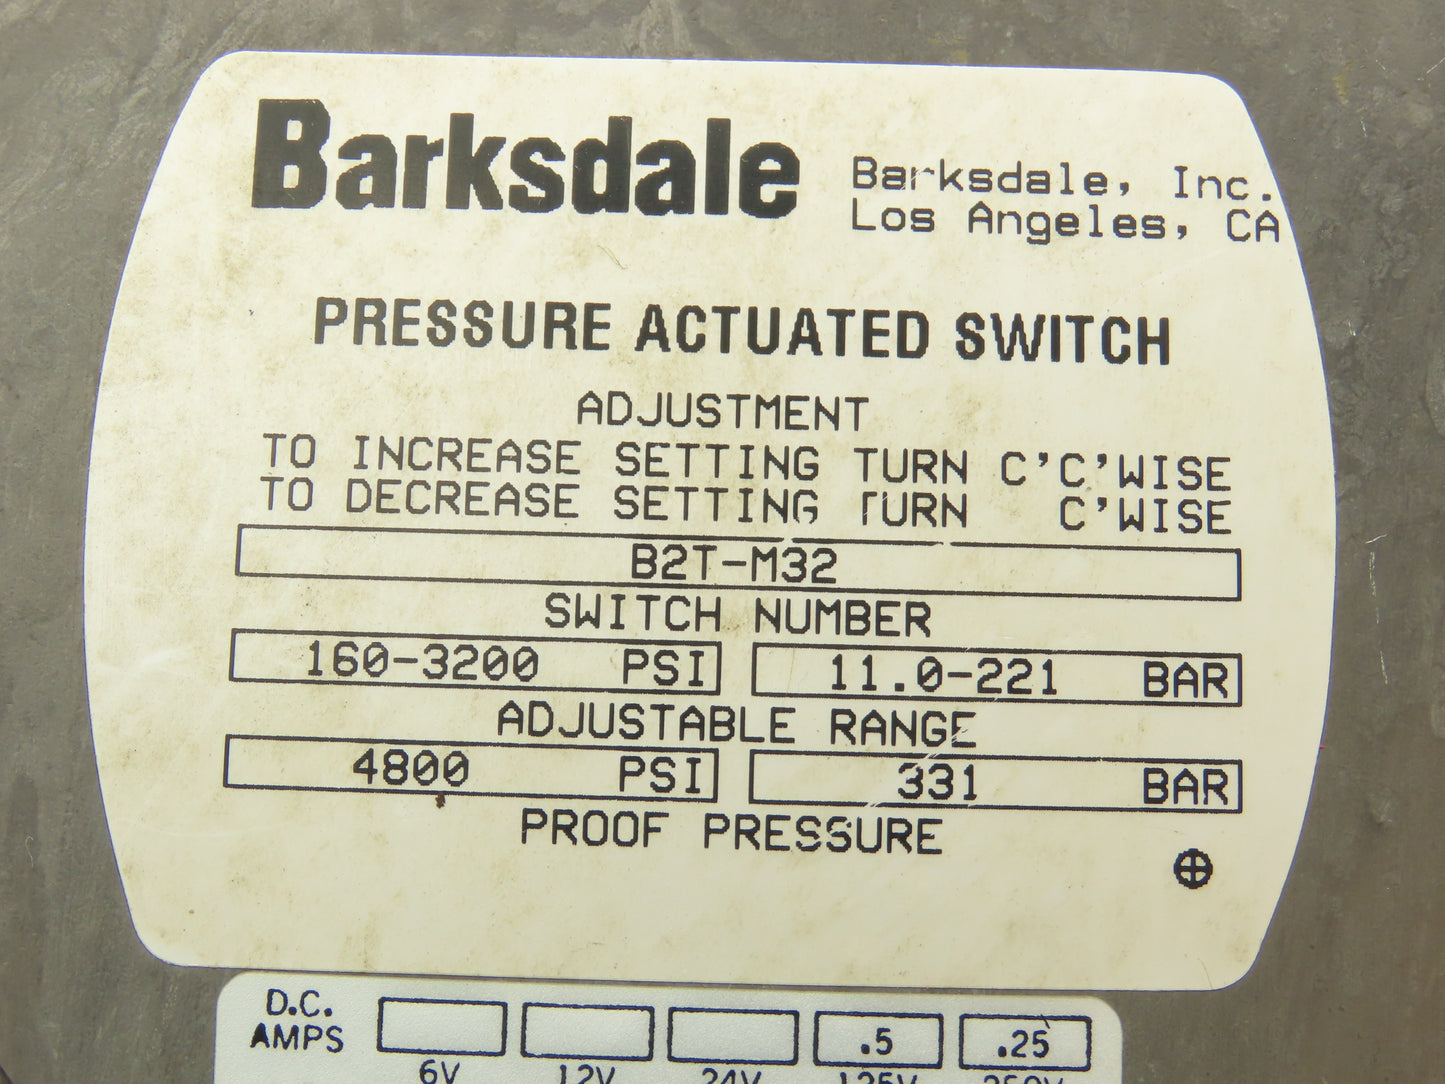 Barksdale
Barksdale, Inc.
Los Angeles, CA
PRESSURE ACTUATED SWITCH
ADJUSTMENT
TO INCREASE SETTING TURN C'C'WISE
TO DECREASE SETTING TURN C'WISE
B2T-M32
SWITCH NUMBER
160-3200 PSI 11.0-221 BAR
ADJUSTABLE RANGE
4800 PSI 331 BAR
PROOF PRESSURE
D.C.
AMPS .5 .25
6V 12V 24V 125V 250V